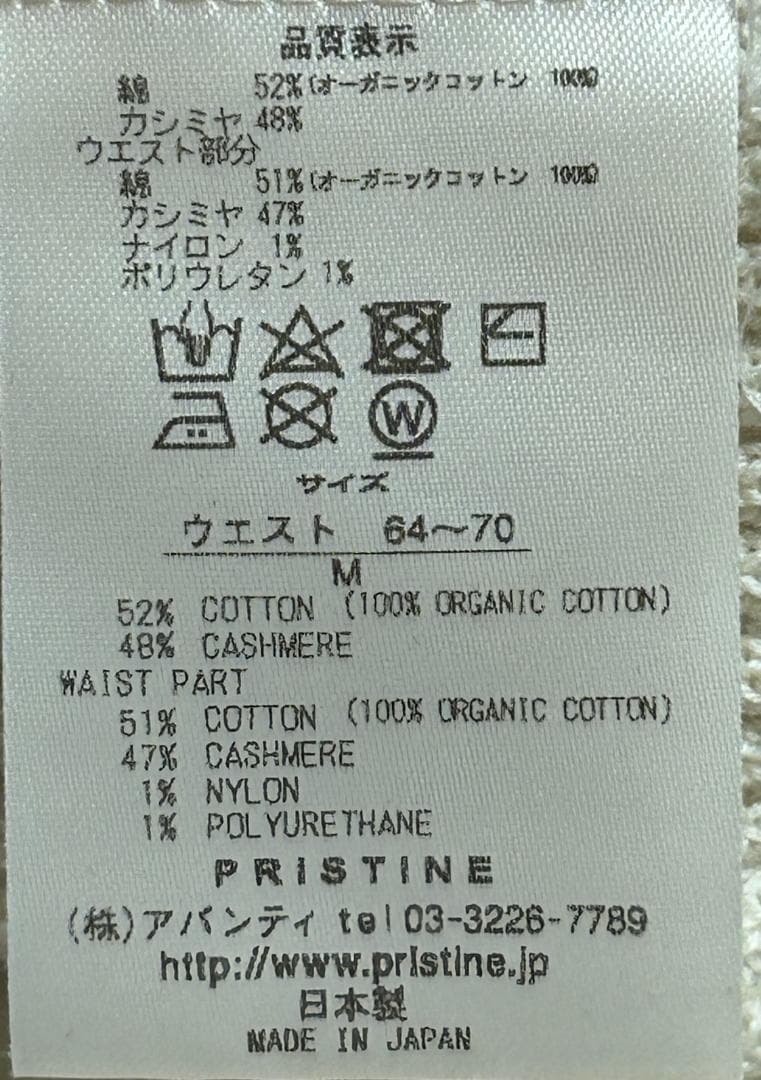 品質表示
綿 52%(オーガニックコットン 100%)
カシミヤ 48%
ウエスト部分
綿 51%(オーガニックコットン 100%)
カシミヤ 47%
ナイロン 1%
ポリウレタン 1%
W
サイズ
ウエスト 64～70
M
52% COTTON (100% ORGANIC COTTON)
48% CASHMERE
WAIST PART
51% COTTON (100% ORGANIC COTTON)
47% CASHMERE
1% NYLON
1% POLYURETHANE
PRISTINE
(株)アバンティ tel 03-3226-7789
http://www.pristine.jp
日本製
MADE IN JAPAN